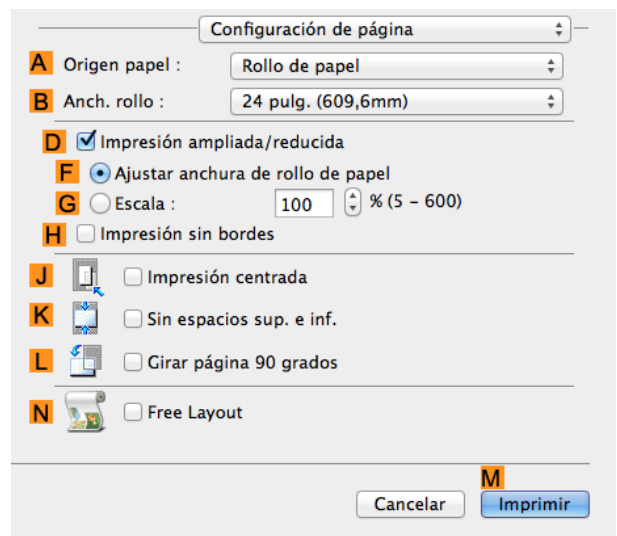 Configuración de página
A Origen papel : Rollo de papel
B Anch. rollo : 24 pulg. (609,6mm)
D Impresión ampliada/reducida
F Ajustar anchura de rollo de papel
G Escala : 100 % (5 – 600)
H Impresión sin bordes
J Impresión centrada
K Sin espacios sup. e inf.
L Girar página 90 grados
N Free Layout
M
Cancelar Imprimir